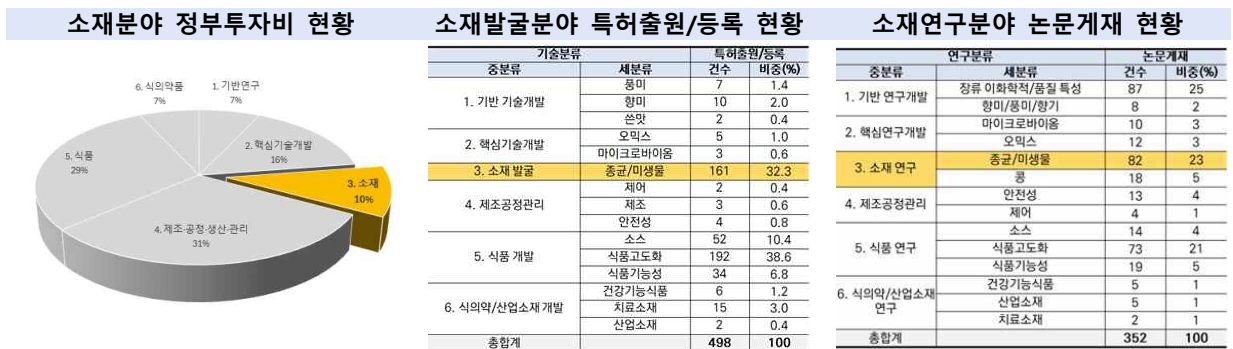 소재분야 정부투자비 현황
6. 식의약품
7%
1. 기반연구
7%
2. 핵심기술개발
16%
5. 식품
29%
3. 소재
10%
4. 제조·공정·생산·관리
31%
소재발굴분야 특허출원/등록 현황
기술분류 특허출원/등록
중분류 세분류 건수 비중(%)
1. 기반 기술개발 풍미 7 1.4
향미 10 2.0
쓴맛 2 0.4
2. 핵심기술개발 오믹스 5 1.0
마이크로바이옴 3 0.6
3. 소재 발굴 종균/미생물 161 32.3
4. 제조공정관리 제어 2 0.4
제조 3 0.6
안전성 4 0.8
5. 식품 개발 소스 52 10.4
식품고도화 192 38.6
식품기능성 34 6.8
6. 식의약/산업소재 개발 건강기능식품 6 1.2
치료소재 15 3.0
산업소재 2 0.4
총합계 498 100
소재연구분야 논문게재 현황
연구분류 논문게재
중분류 세분류 건수 비중(%)
1. 기반 연구개발 장류 이화학적/품질 특성 87 25
향미/풍미/향기 8 2
2. 핵심연구개발 마이크로바이옴 10 3
오믹스 12 3
3. 소재 연구 종균/미생물 82 23
콩 18 5
4. 제조공정관리 안전성 13 4
제어 4 1
5. 식품 연구 소스 14 4
식품고도화 73 21
식품기능성 19 5
6. 식의약/산업소재 연구 건강기능식품 5 1
산업소재 5 1
치료소재 2 1
총합계 352 100